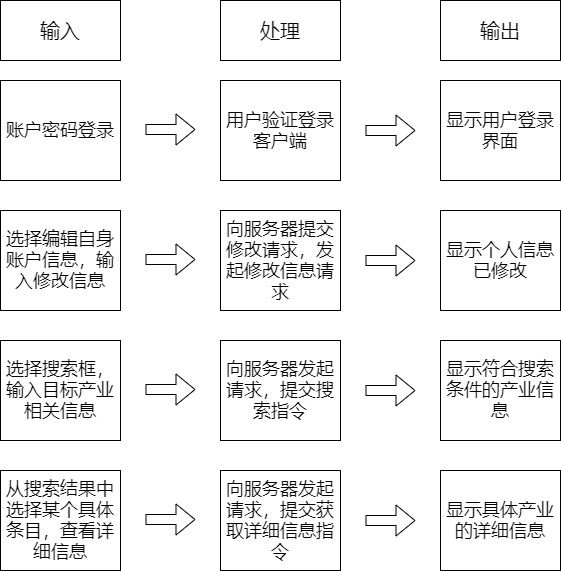 输入
处理
输出
账户密码登录
用户验证登录
客户端
显示用户登录
界面
选择编辑自身
账户信息，输
入修改信息
向服务器提交
修改请求，发
起修改信息请
求
显示个人信息
已修改
选择搜索框，
输入目标产业
相关信息
向服务器发起
请求，提交搜
索指令
显示符合搜索
条件的产业信
息
从搜索结果中
选择某个具体
条目，查看详
细信息
向服务器发起
请求，提交获
取详细信息指
令
显示具体产业
的详细信息